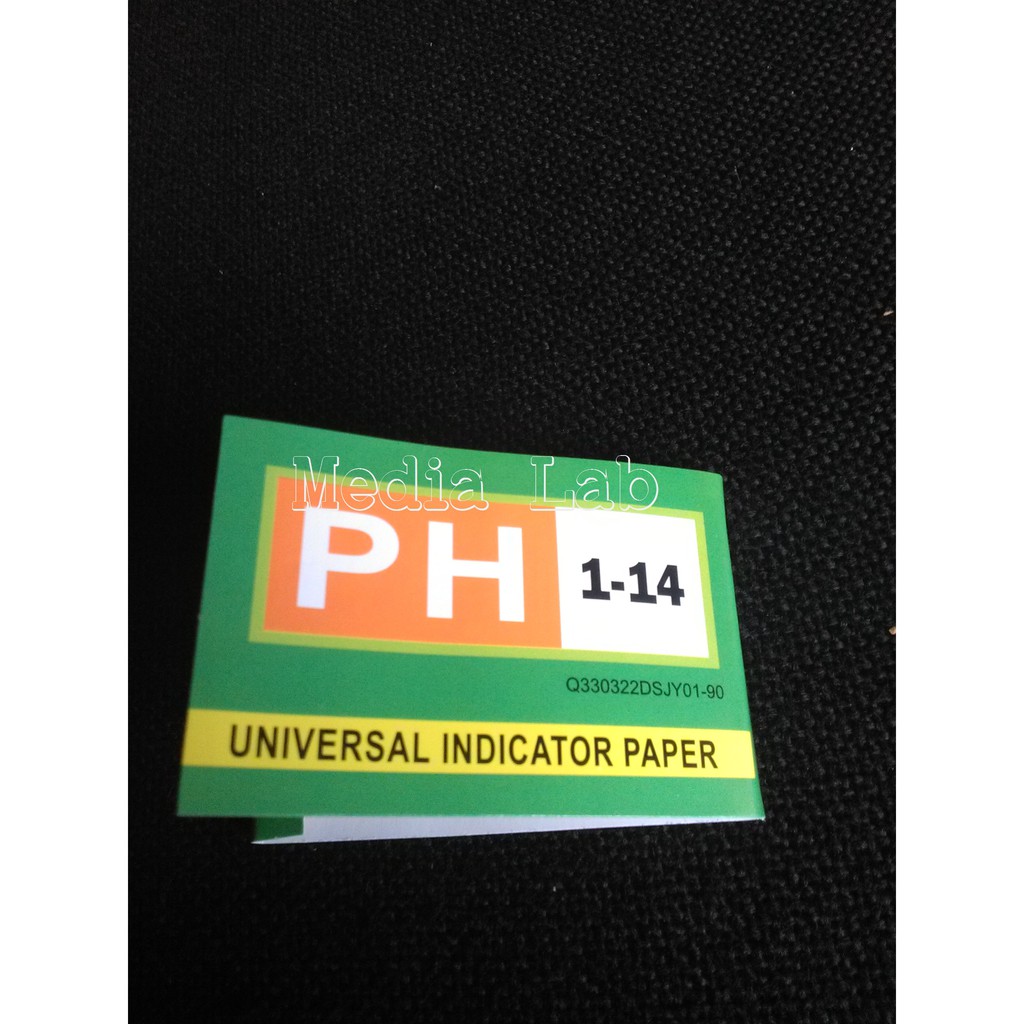 Media Lab
PH 1-14
Q330322DSJY01-90
UNIVERSAL INDICATOR PAPER